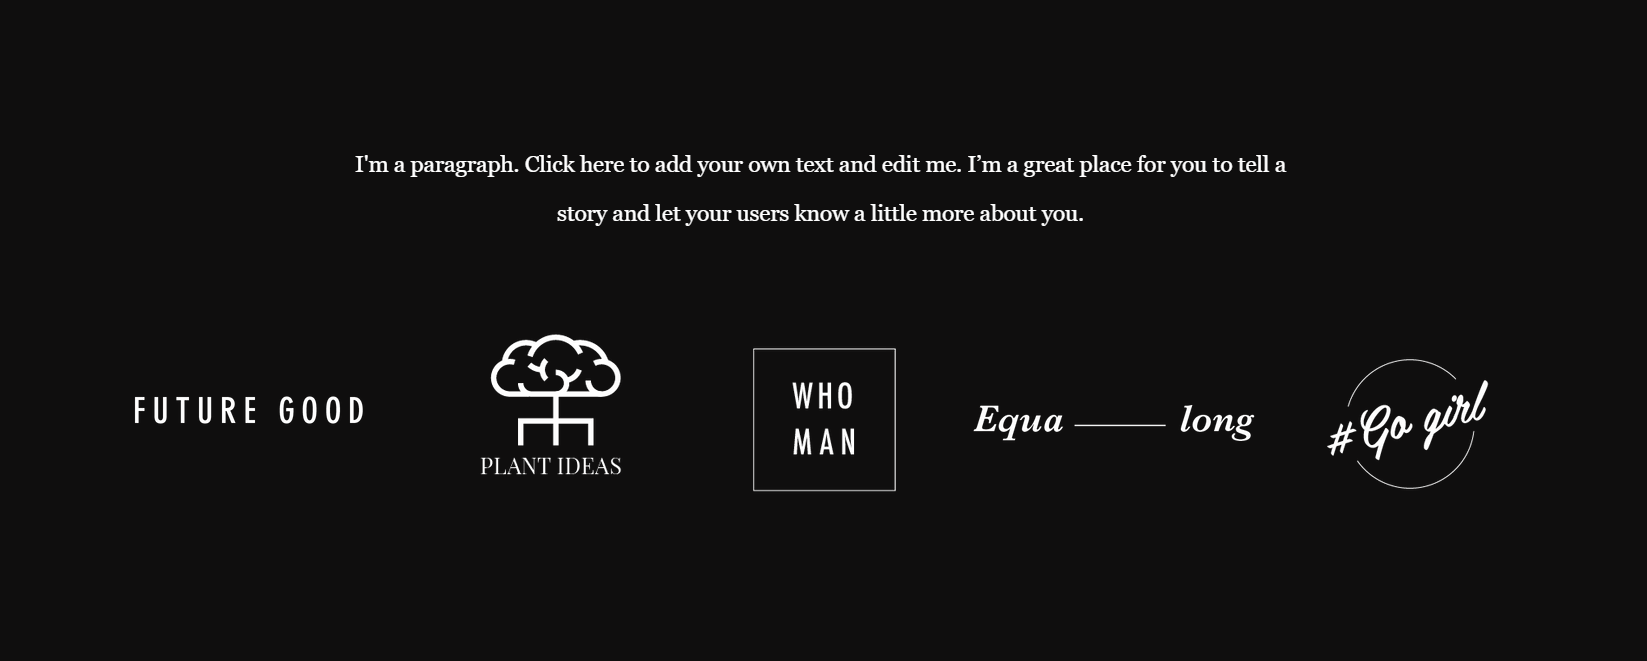 I'm a paragraph. Click here to add your own text and edit me. I’m a great place for you to tell a
story and let your users know a little more about you.
FUTURE GOOD
PLANT IDEAS
WHO
MAN
Equa long
#Go girl